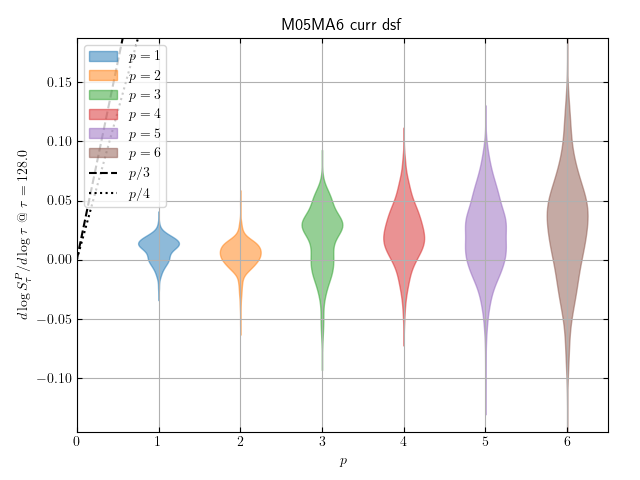 M05MA6 curr dsf
d log S_τ^P / d log τ @ τ = 128.0
0.15
0.10
0.05
0.00
−0.05
−0.10
p = 1
p = 2
p = 3
p = 4
p = 5
p = 6
p/3
p/4
0 1 2 3 4 5 6
p